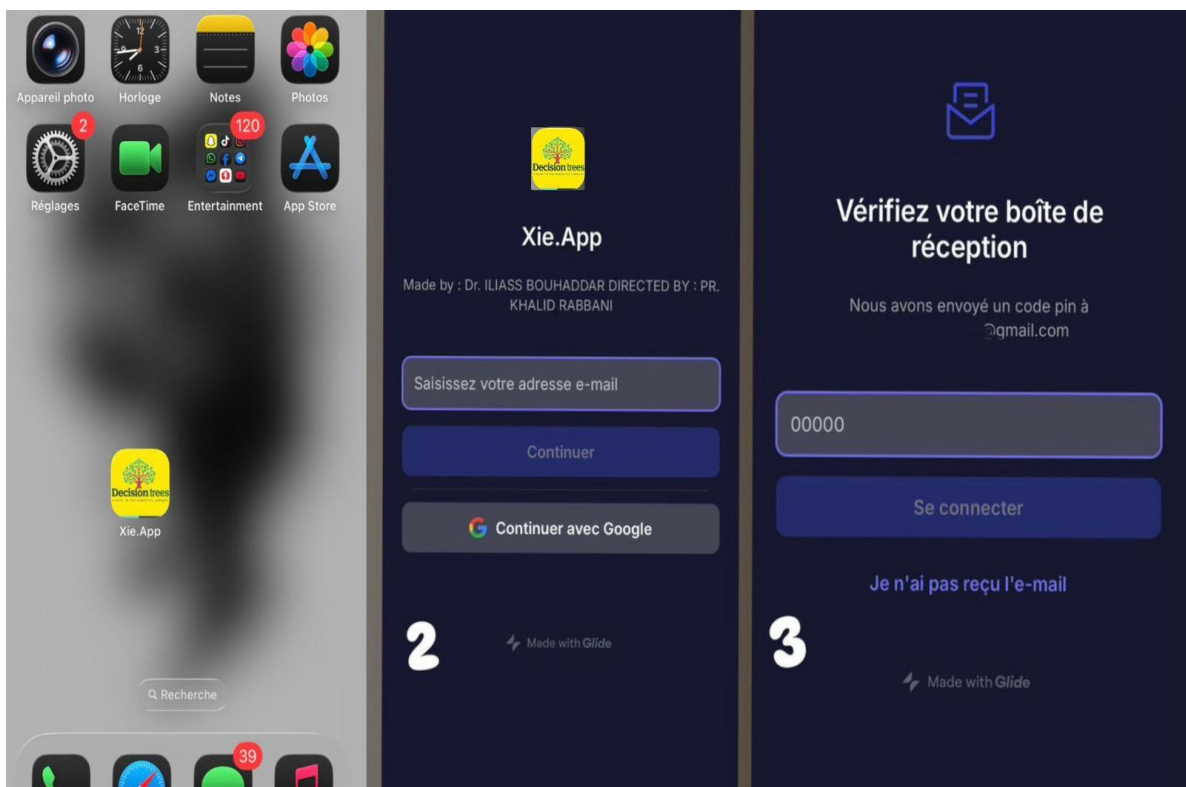 Appareil photo
Horloge
Notes
Photos
2
120
Réglages
FaceTime
Entertainment
App Store
Decision trees
Xie.App
Recherche
39
Decision trees
Xie.App
Made by : Dr. ILIASS BOUHADDAR DIRECTED BY : PR.
KHALID RABBANI
Saisissez votre adresse e-mail
Continuer
Continuer avec Google
2
Made with Glide
Vérifiez votre boîte de
réception
Nous avons envoyé un code pin à
@gmail.com
00000
Se connecter
Je n'ai pas reçu l'e-mail
3
Made with Glide